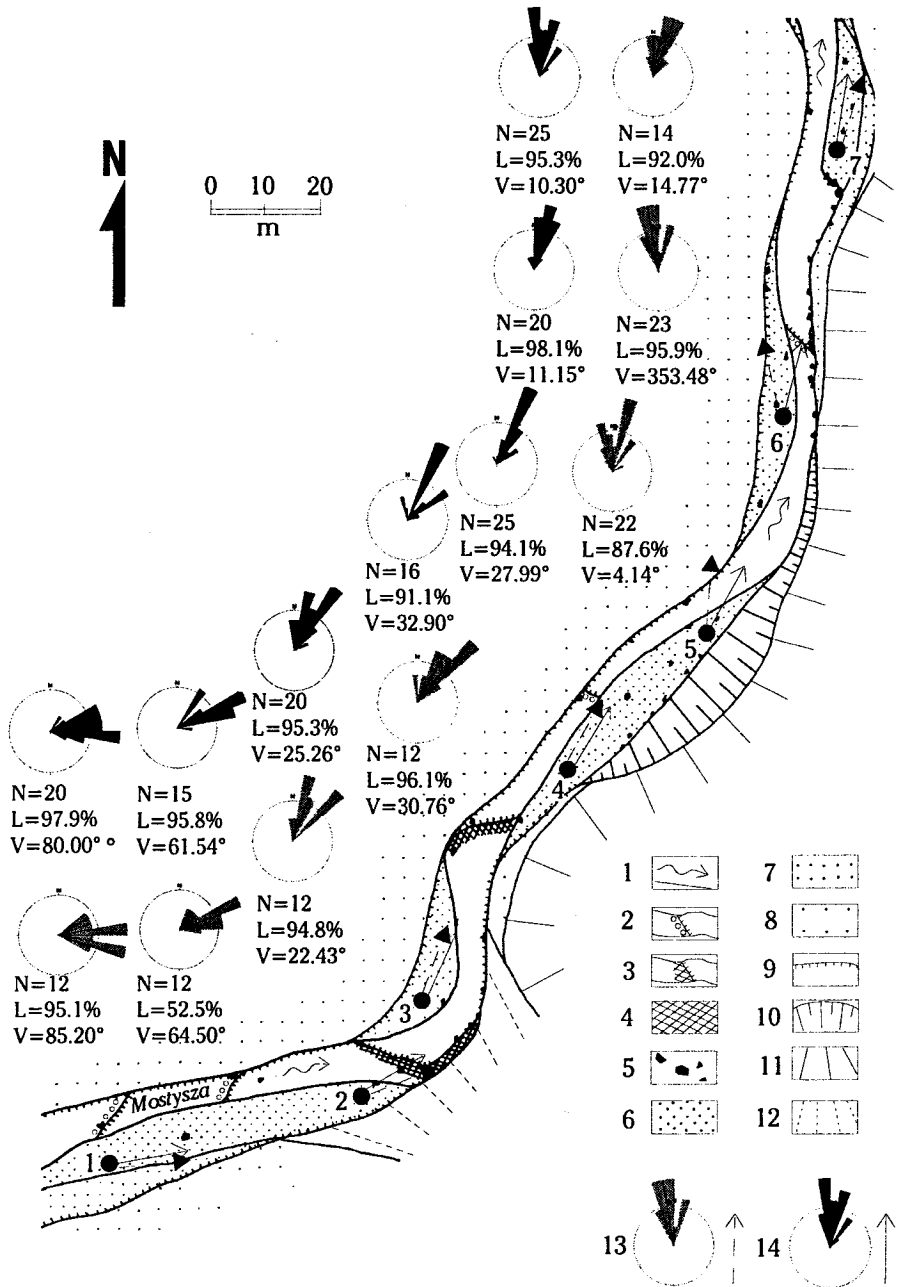 N
0 10 20
m
N=25
L=95.3%
V=10.30°
N=14
L=92.0%
V=14.77°
N=20
L=98.1%
V=11.15°
N=23
L=95.9%
V=353.48°
N=16
L=91.1%
V=32.90°
N=25
L=94.1%
V=27.99°
N=22
L=87.6%
V=4.14°
N=20
L=97.9%
V=80.00° °
N=15
L=95.8%
V=61.54°
N=20
L=95.3%
V=25.26°
N=12
L=96.1%
V=30.76°
N=12
L=95.1%
V=85.20°
N=12
L=52.5%
V=64.50°
N=12
L=94.8%
V=22.43°
7
6
5
4
3
2
1
Mostysza
1
2
3
4
5
6
7
8
9
10
11
12
13
14